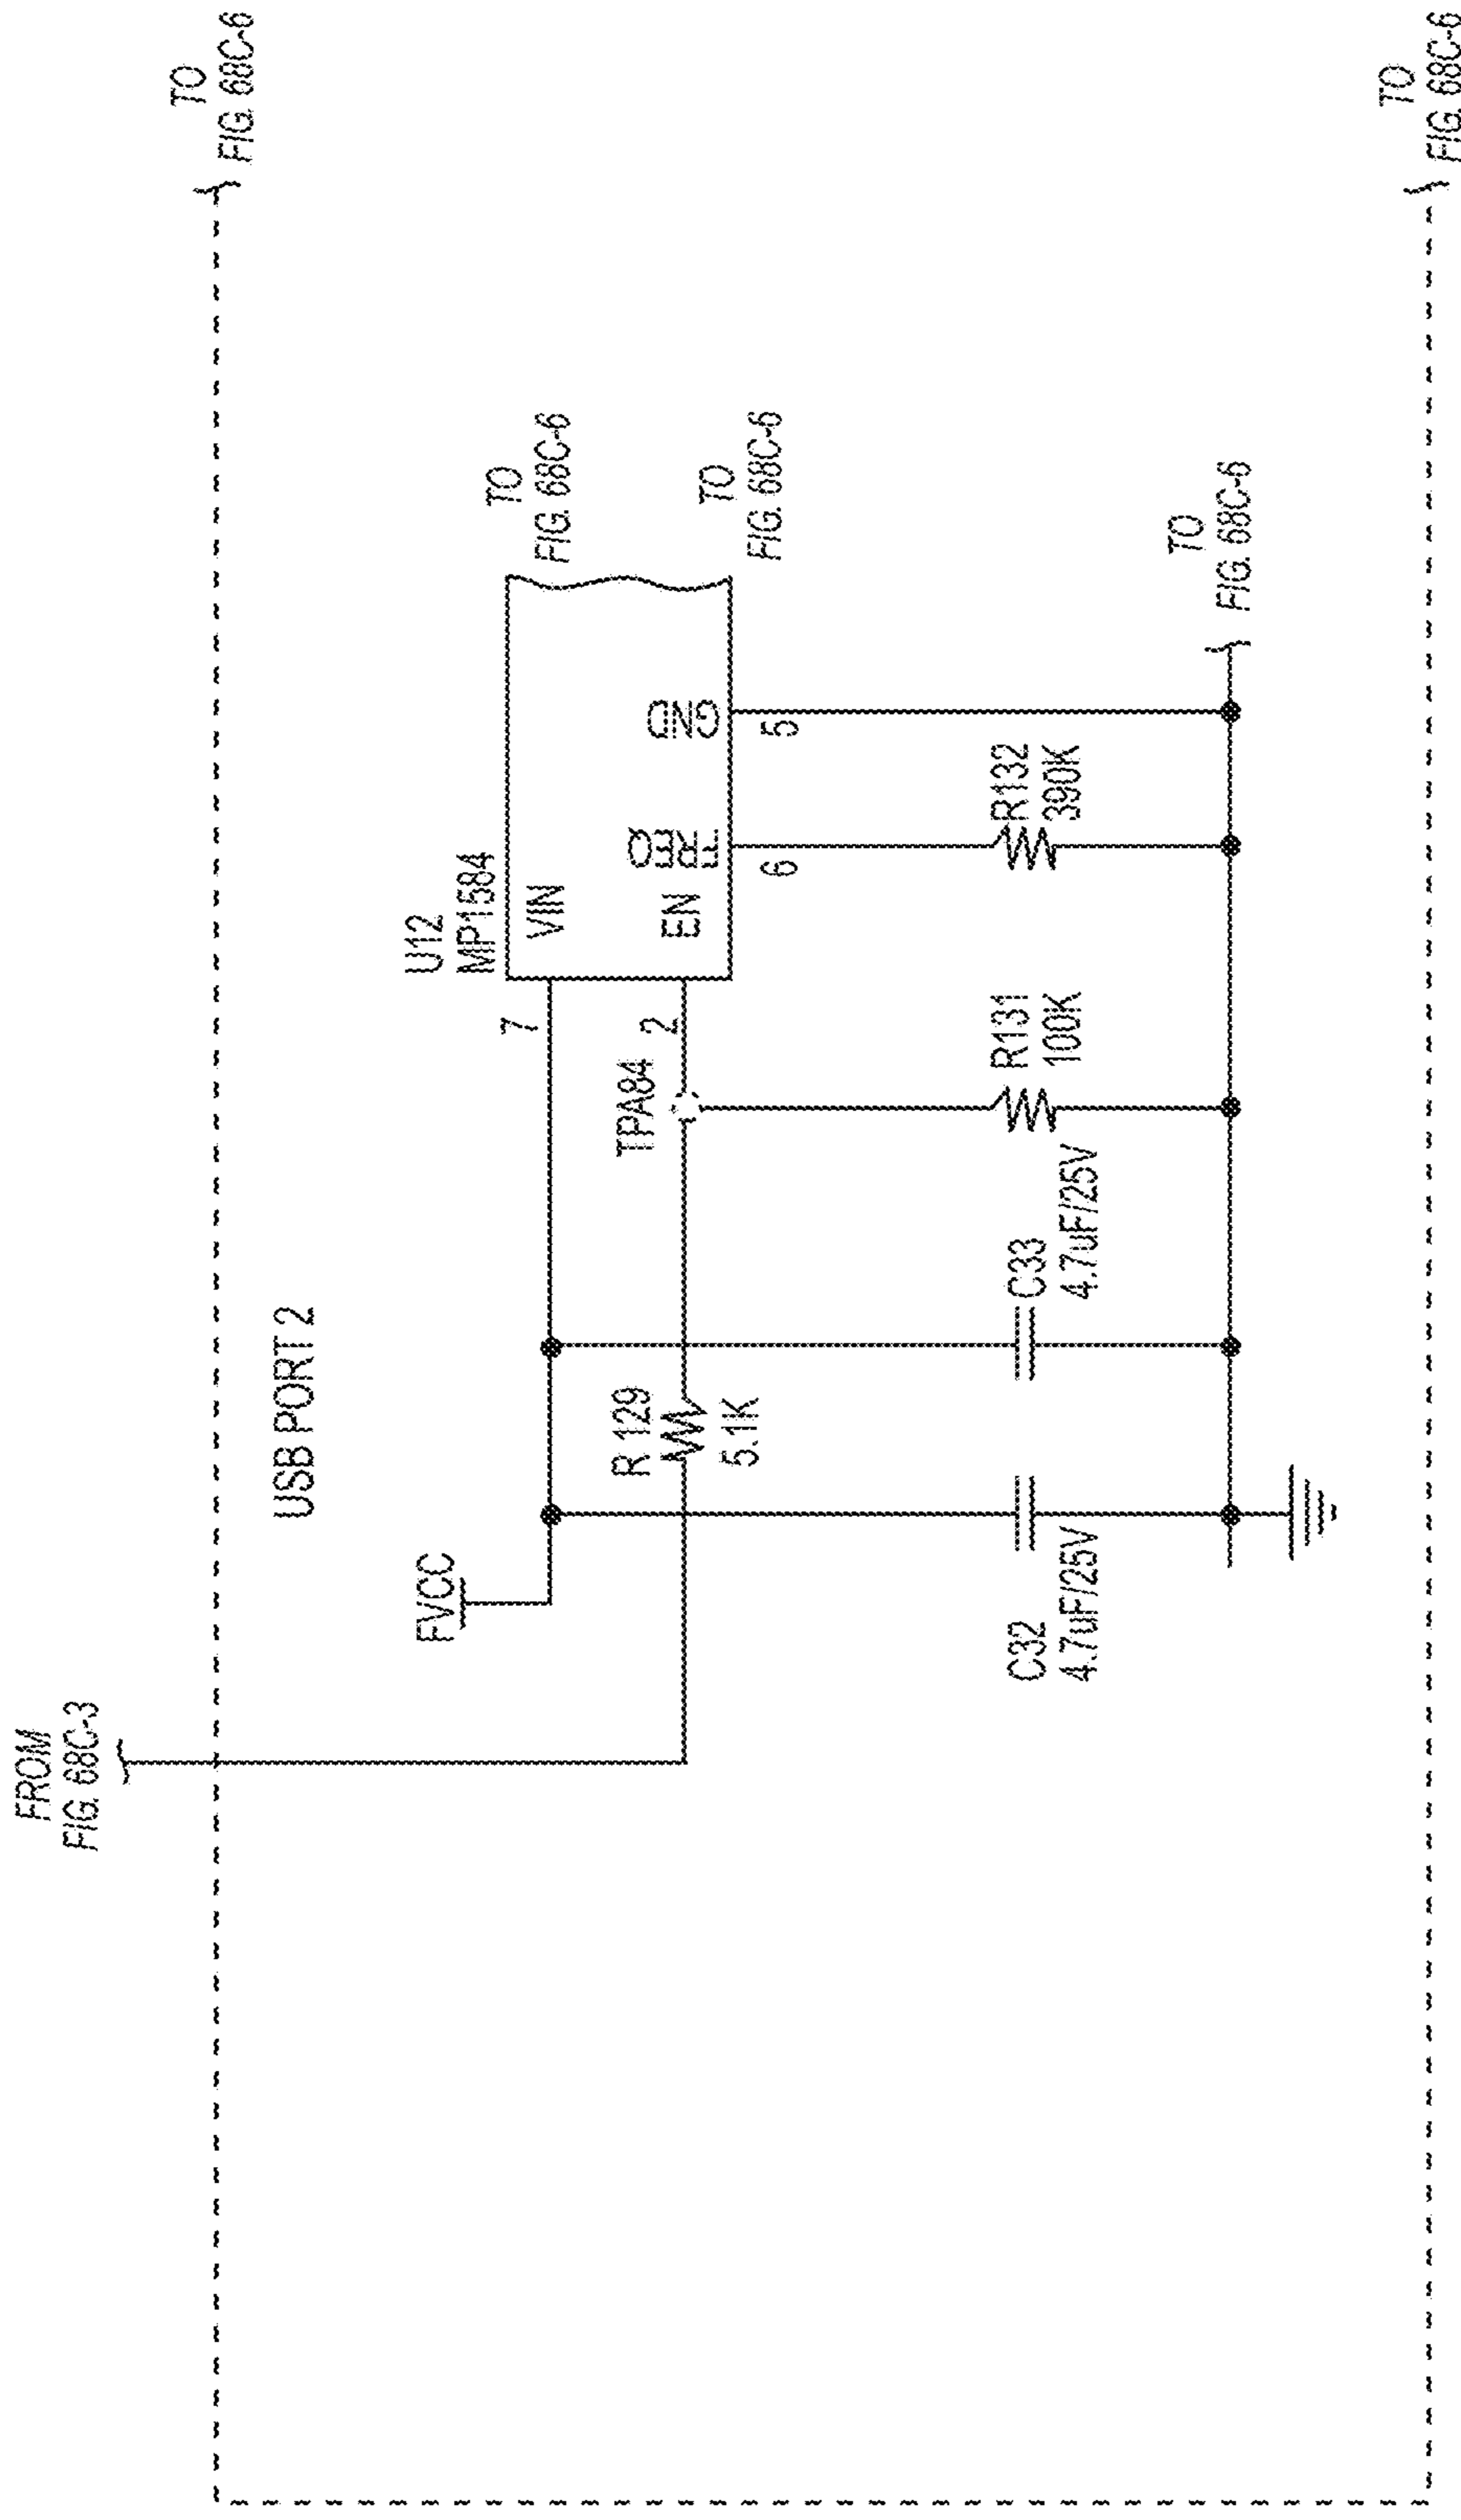 FROM
FIG. 68C-3
TO
FIG. 68C-6
USB PORT 2
FVCC
U12
MP1584
7
VIN
TO
FIG. 68C-6
R 129
5.1K
TPA84
2
EN
FREQ
GND
6
5
TO
FIG. 68C-6
C32
4.7uF/25V
C33
4.7uF/25V
R131
100K
R132
390K
TO
FIG. 68C-6
TO
FIG. 68C-6